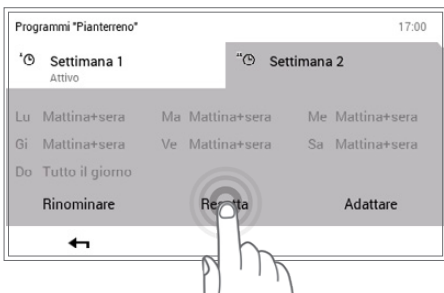 Programmi "Pianterreno" 17:00
Settimana 1 Settimana 2
Attivo
Lu Mattina+sera Ma Mattina+sera Me Mattina+sera
Gi Mattina+sera Ve Mattina+sera Sa Mattina+sera
Do Tutto il giorno
Rinominare Resetta Adattare